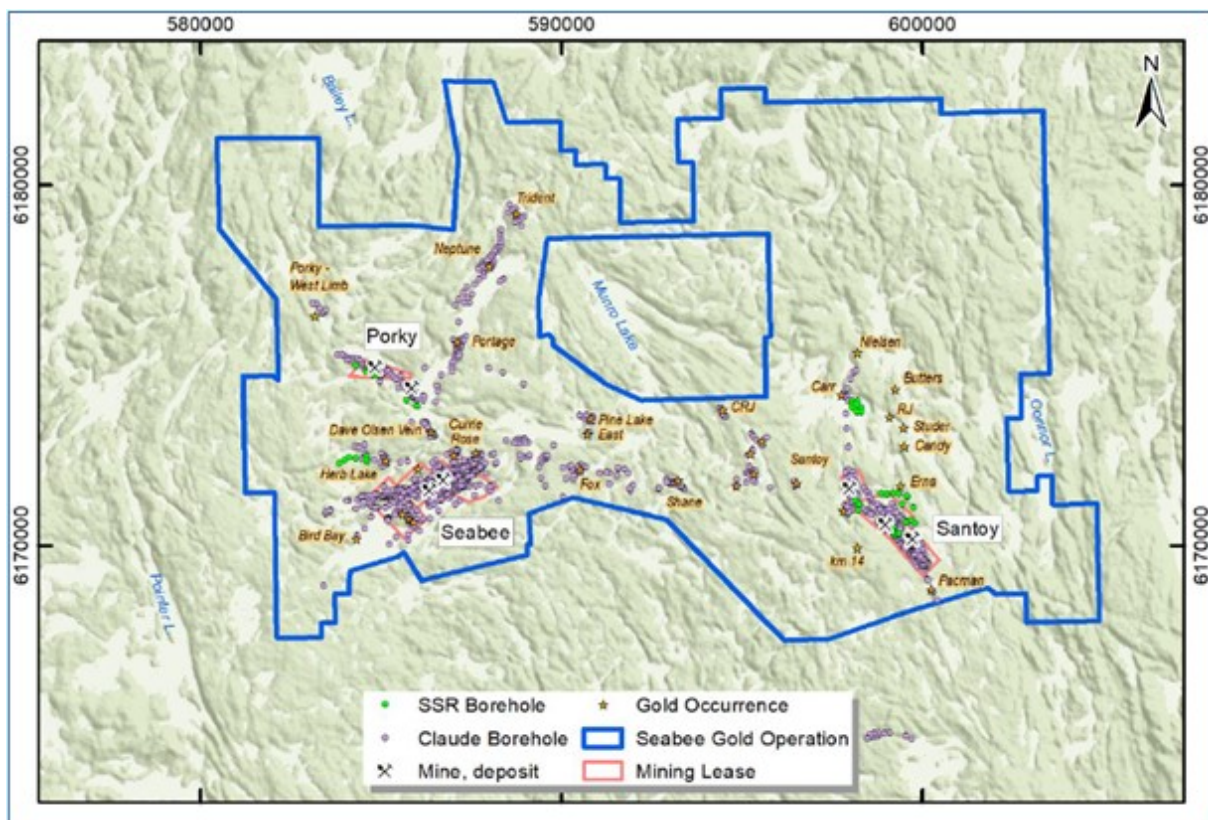 580000
590000
600000
N
Bailey L.
6180000
6180000
Trident
Neptune
Porky -
West Limb
Munro Lake
Porky
Portage
Nielsen
Carr
Butters
CRJ
RJ
Studer
Candy
Pine Lake
East
Dave Olsen Vein
Currie
Rose
Herb Lake
Santoy
Erna
Fox
Shane
Seabee
Santoy
Bird Bay
km 14
6170000
6170000
Pacman
Pointer L.
SSR Borehole
Gold Occurrence
Claude Borehole
Seabee Gold Operation
Mine, deposit
Mining Lease